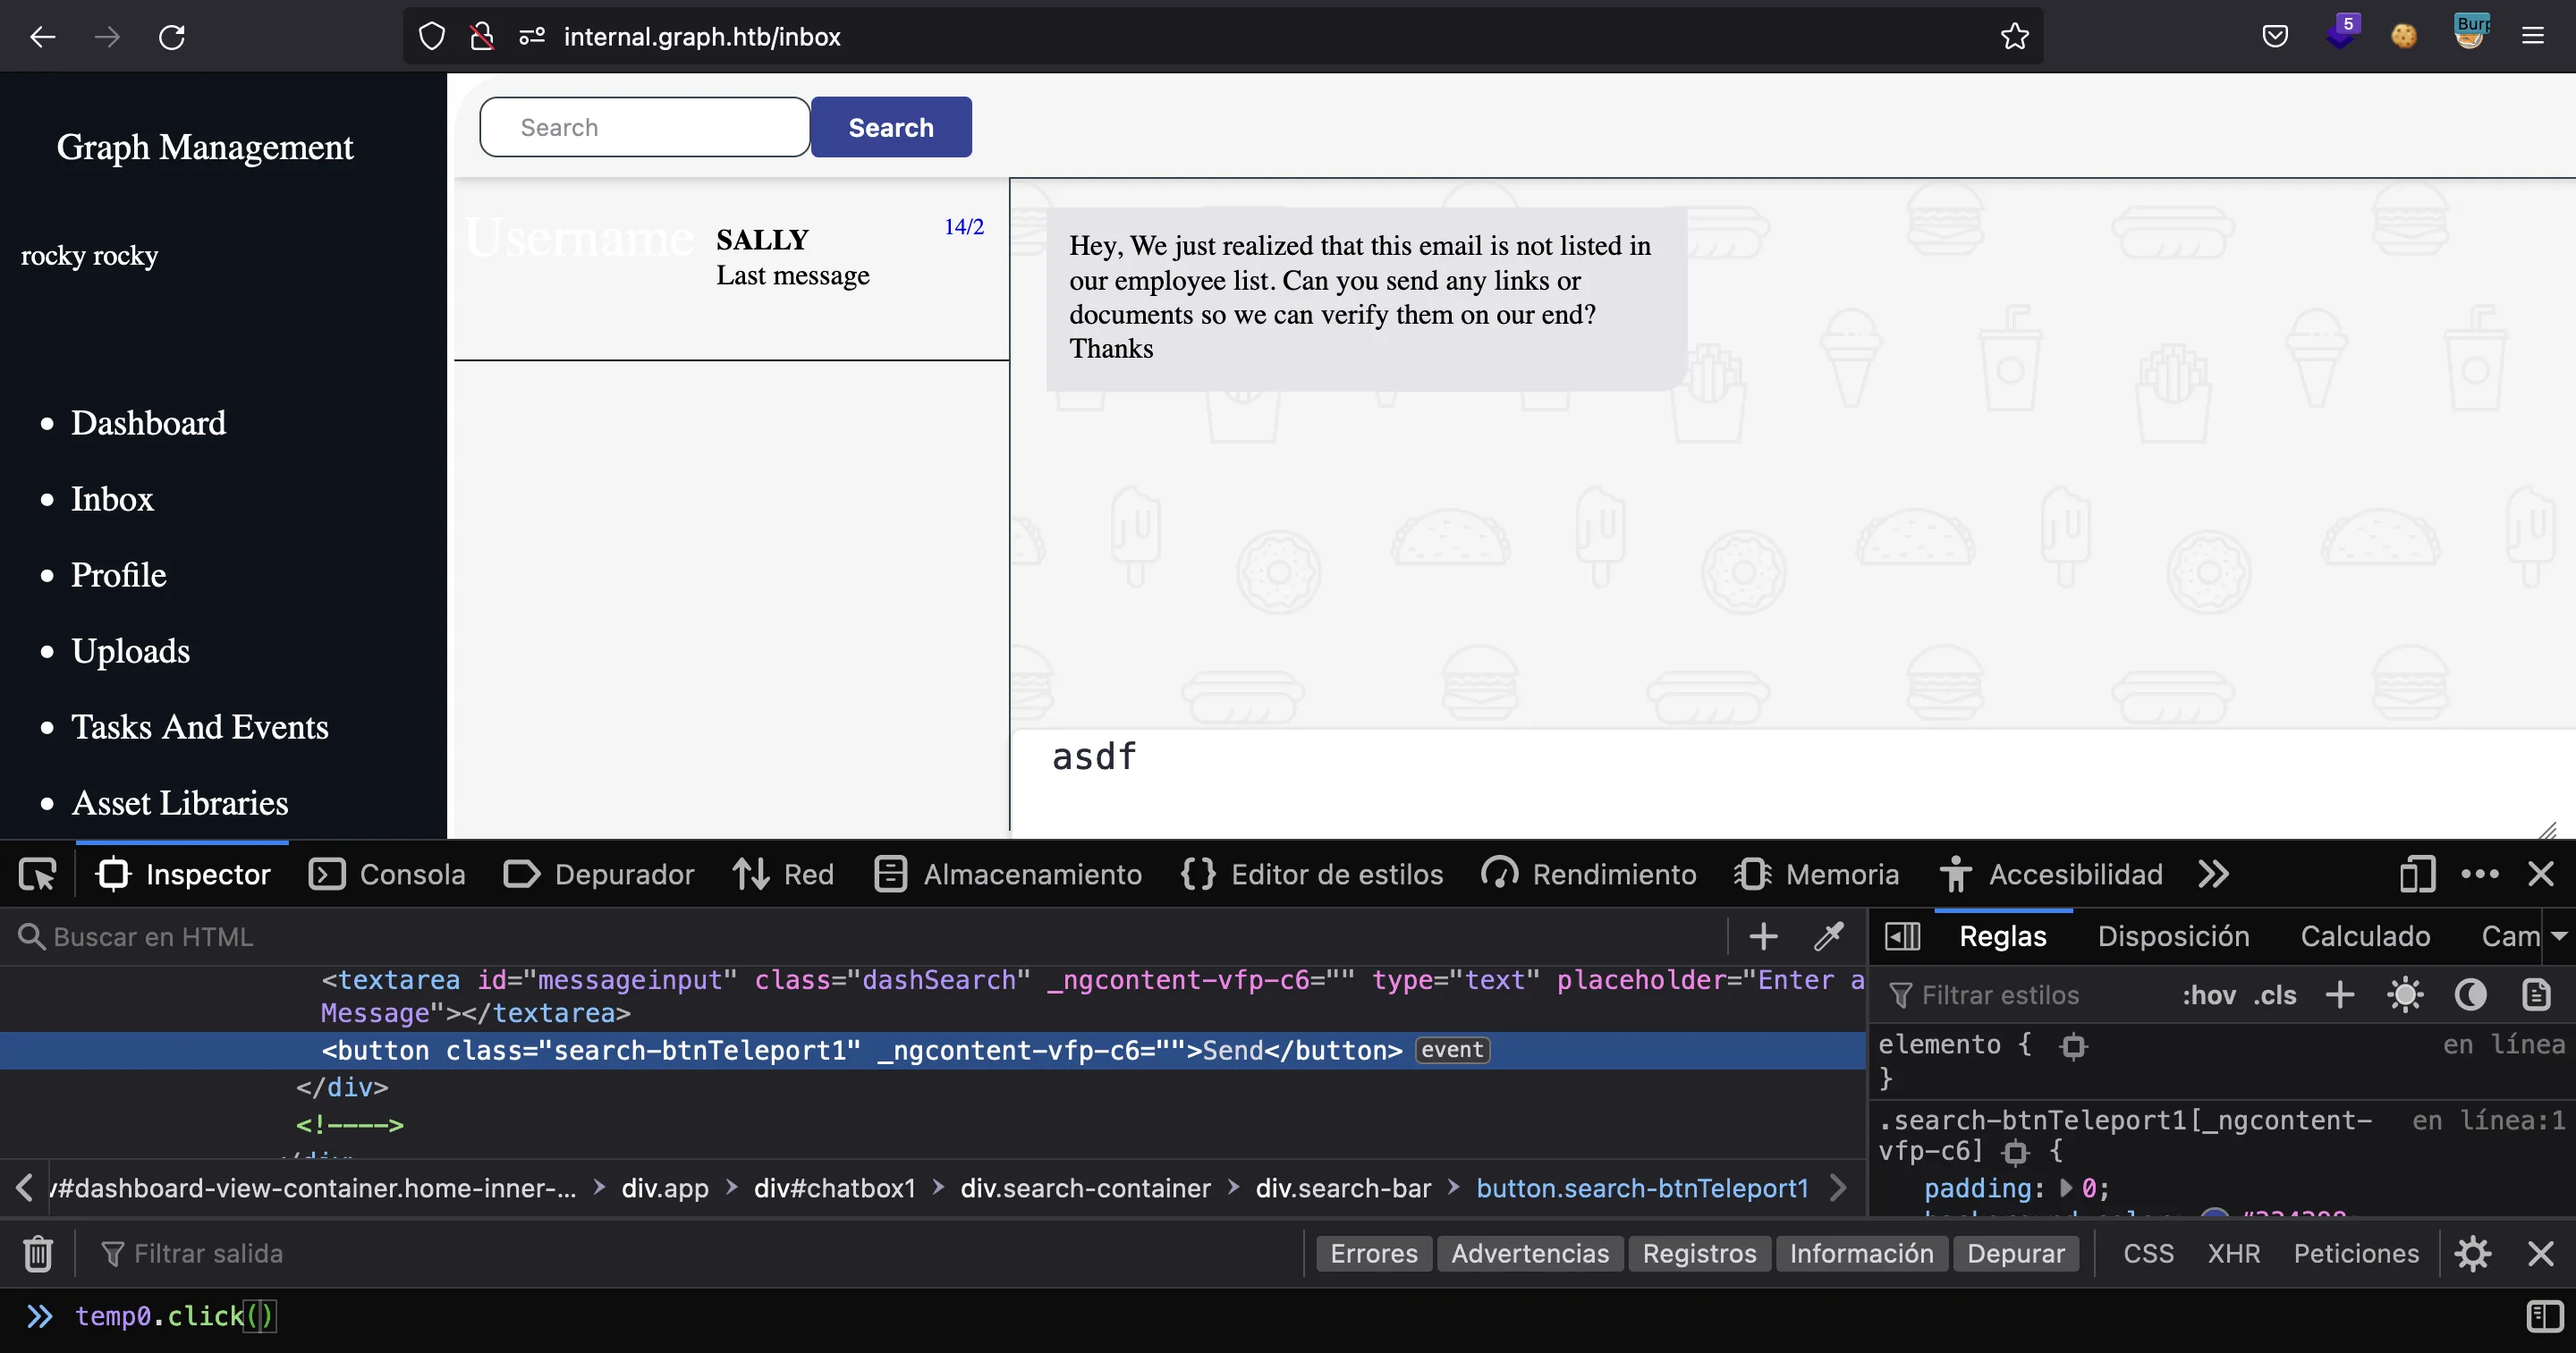 internal.graph.htb/inbox
5
Burp
Graph Management
rocky rocky
Dashboard
Inbox
Profile
Uploads
Tasks And Events
Asset Libraries
Search
Search
Username
SALLY
14/2
Last message
Hey, We just realized that this email is not listed in
our employee list. Can you send any links or
documents so we can verify them on our end?
Thanks
asdf
Inspector
Consola
Depurador
Red
Almacenamiento
Editor de estilos
Rendimiento
Memoria
Accesibilidad
Buscar en HTML
<textarea id="messageinput" class="dashSearch" _ngcontent-vfp-c6="" type="text" placeholder="Enter a
Message"></textarea>
<button class="search-btnTeleport1" _ngcontent-vfp-c6="">Send</button> event
</div>
<!---->
</div>
v#dashboard-view-container.home-inner-…
div.app
div#chatbox1
div.search-container
div.search-bar
button.search-btnTeleport1
Reglas
Disposición
Calculado
Cam
Filtrar estilos
:hov .cls
elemento {
en línea
}
.search-btnTeleport1[_ngcontent-
en línea:1
vfp-c6] {
padding: 0;
Filtrar salida
Errores
Advertencias
Registros
Información
Depurar
CSS
XHR
Peticiones
temp0.click()